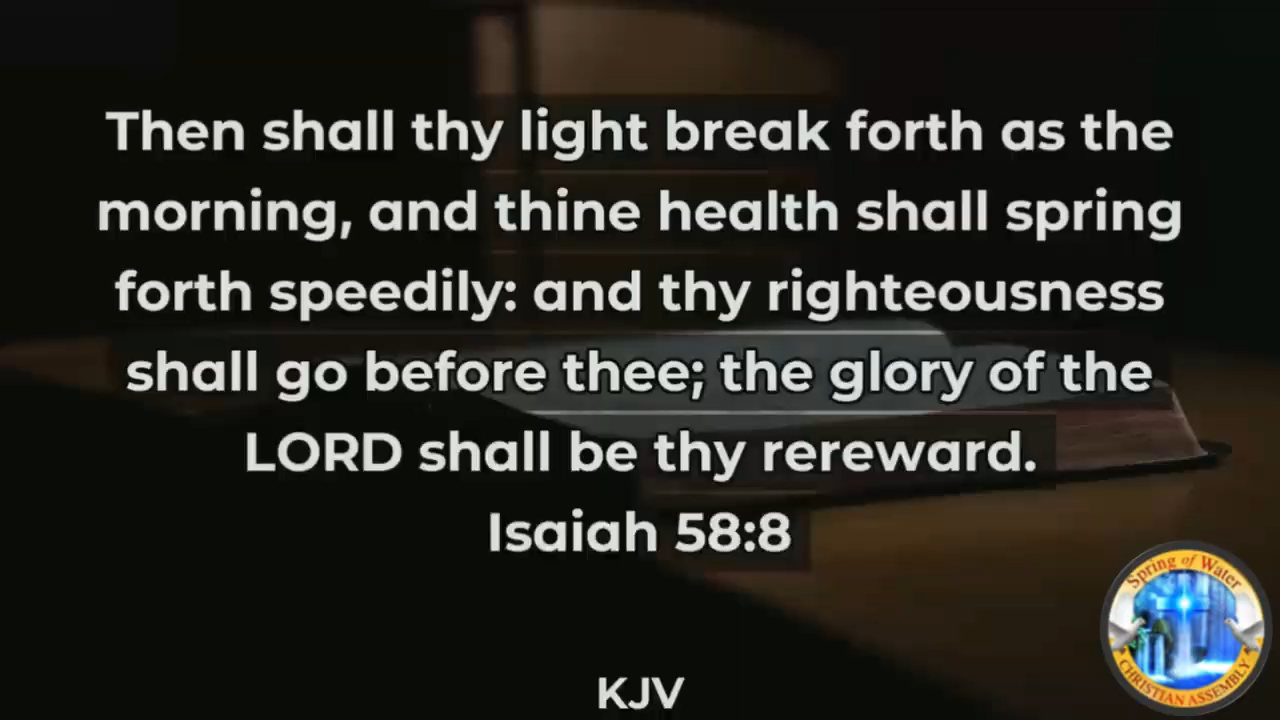 Then shall thy light break forth as the
morning, and thine health shall spring
forth speedily: and thy righteousness
shall go before thee; the glory of the
LORD shall be thy rereward.
Isaiah 58:8
KJV
Spring of Water
CHRISTIAN ASSEMBLY